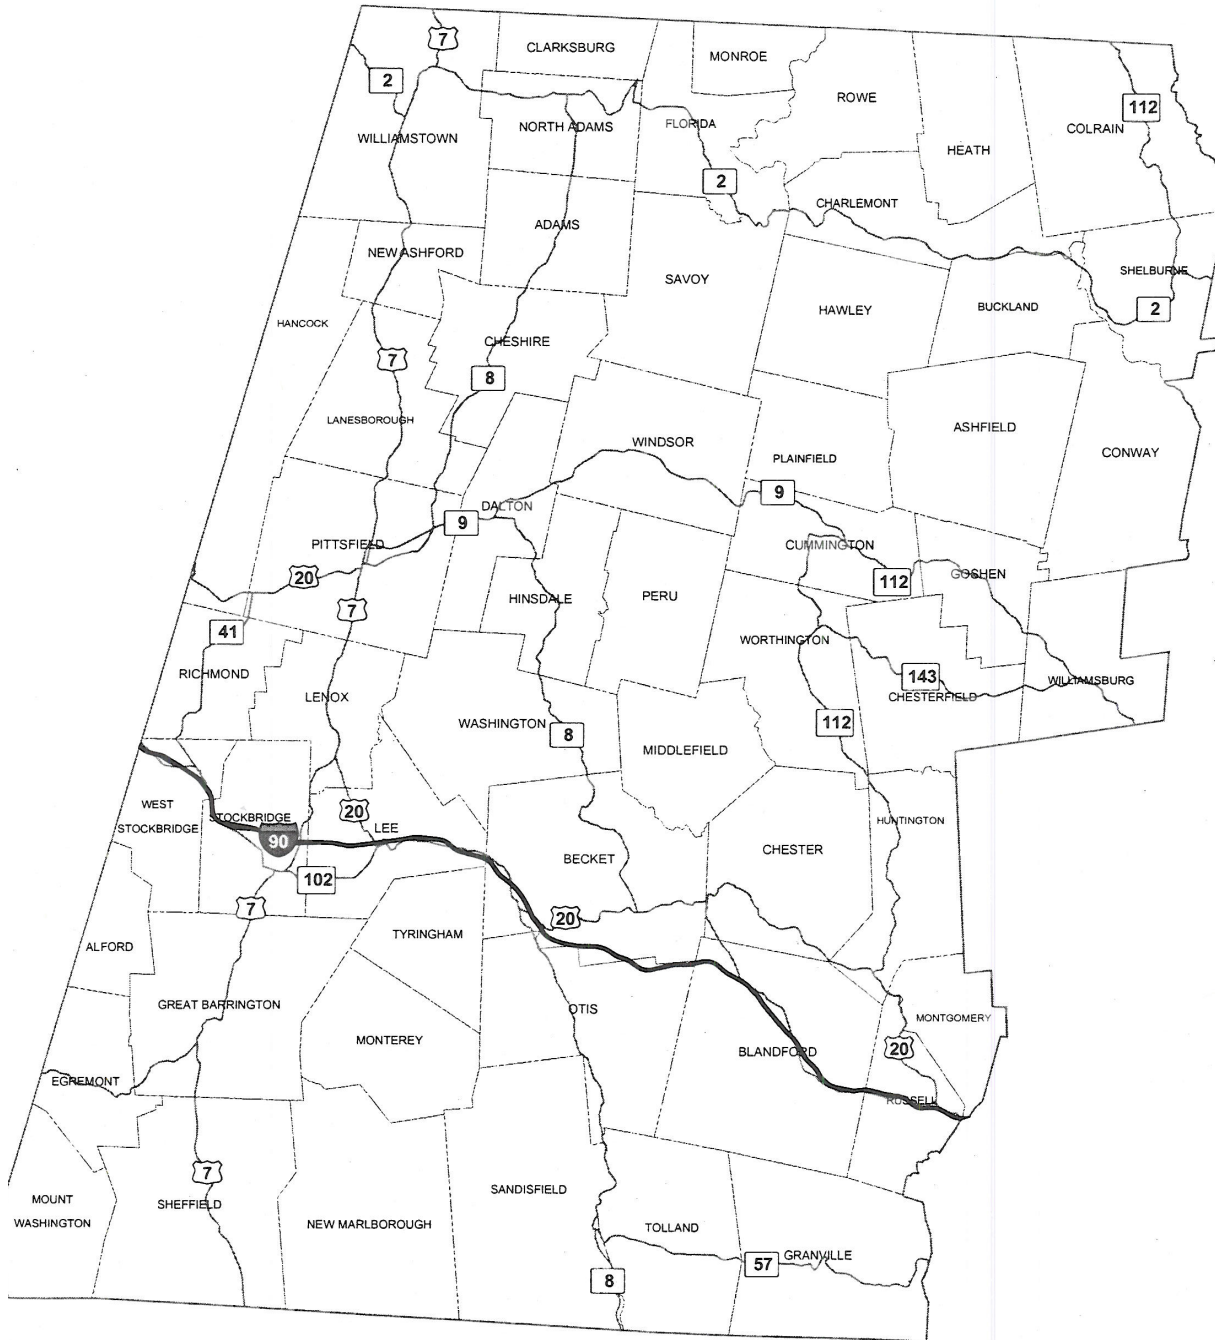 7
CLARKSBURG
MONROE
2
ROWE
112
WILLIAMSTOWN
NORTH ADAMS
FLORIDA
COLRAIN
HEATH
2
CHARLEMONT
ADAMS
NEW ASHFORD
SAVOY
SHELBURNE
HANCOCK
HAWLEY
BUCKLAND
2
CHESHIRE
7
8
LANESBOROUGH
WINDSOR
ASHFIELD
PLAINFIELD
CONWAY
9
DALTON
9
PITTSFIELD
CUMMINGTON
20
112
GOSHEN
HINSDALE
PERU
7
41
WORTHINGTON
RICHMOND
LENOX
143
WILLIAMSBURG
CHESTERFIELD
WASHINGTON
8
112
MIDDLEFIELD
WEST
STOCKBRIDGE
STOCKBRIDGE
20
LEE
HUNTINGTON
90
BECKET
CHESTER
102
7
20
ALFORD
TYRINGHAM
GREAT BARRINGTON
OTIS
MONTGOMERY
MONTEREY
BLANDFORD
20
EGREMONT
RUSSELL
7
MOUNT
WASHINGTON
SHEFFIELD
SANDISFIELD
NEW MARLBOROUGH
TOLLAND
57
GRANVILLE
8